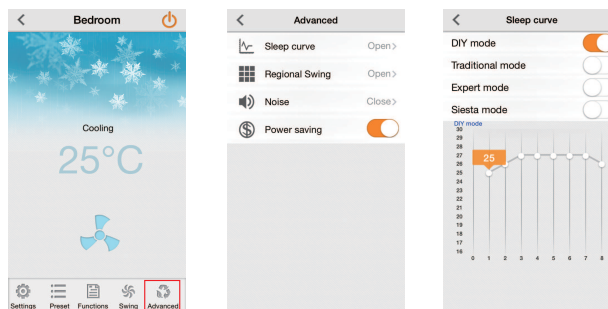 Bedroom
Cooling
25°C
Settings Preset Functions Swing Advanced
Advanced
Sleep curve Open>
Regional Swing Open>
Noise Close>
Power saving
Sleep curve
DIY mode
Traditional mode
Expert mode
Siesta mode
DIY mode
30
29
28
27
26
25
24
23
22
21
20
19
18
17
16
25
0 1 2 3 4 5 6 7 8